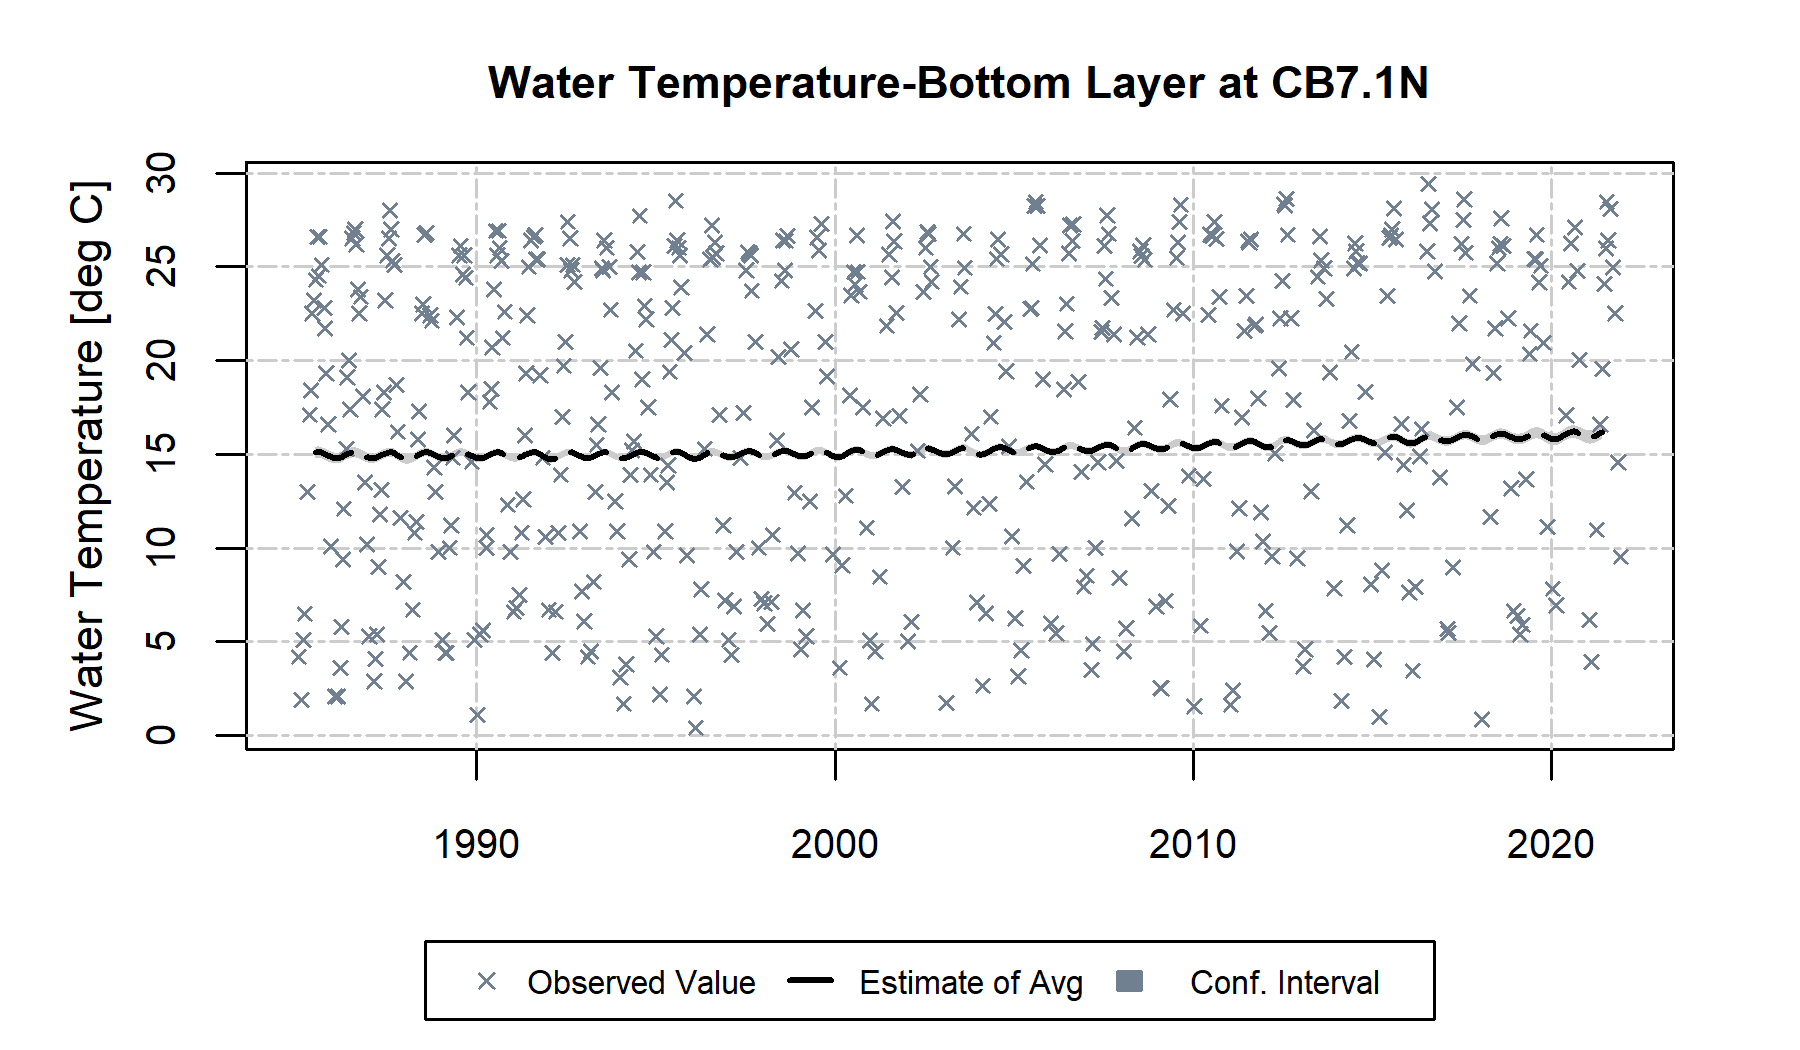 Water Temperature-Bottom Layer at CB7.1N
Water Temperature [deg C]
30
25
20
15
10
5
0
1990 2000 2010 2020
Observed Value Estimate of Avg Conf. Interval